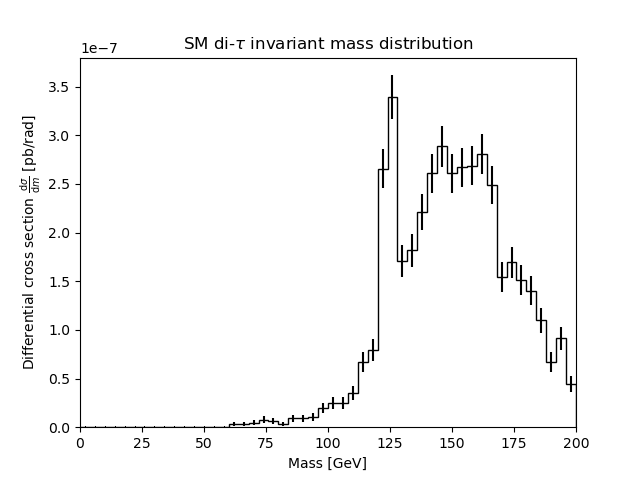 SM di-τ invariant mass distribution
1e−7
3.5
3.0
2.5
2.0
1.5
1.0
0.5
0.0
Differential cross section dσ/dm [pb/rad]
0 25 50 75 100 125 150 175 200
Mass [GeV]